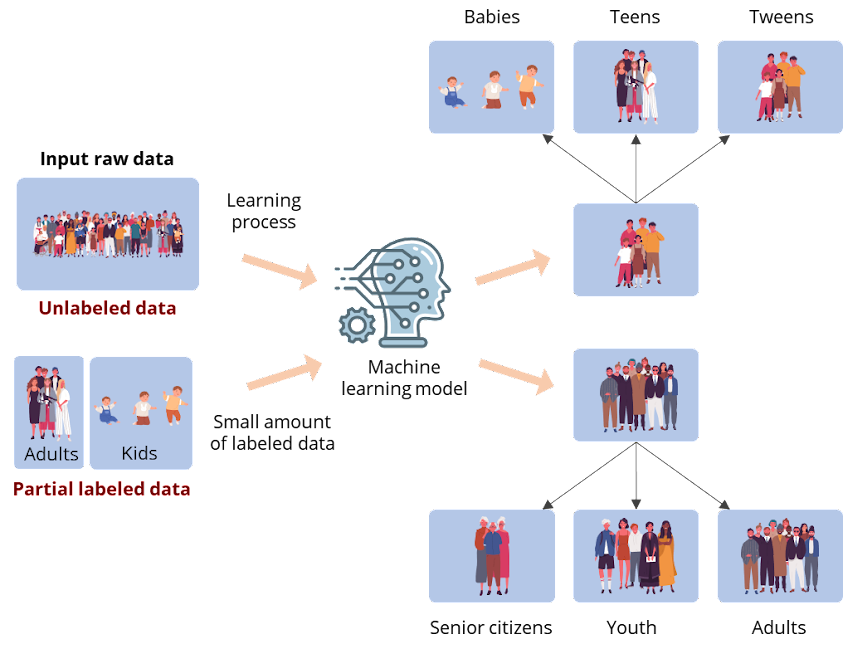 Babies
Teens
Tweens
Input raw data
Learning
process
Unlabeled data
Machine
learning model
Small amount
of labeled data
Adults
Kids
Partial labeled data
Senior citizens
Youth
Adults